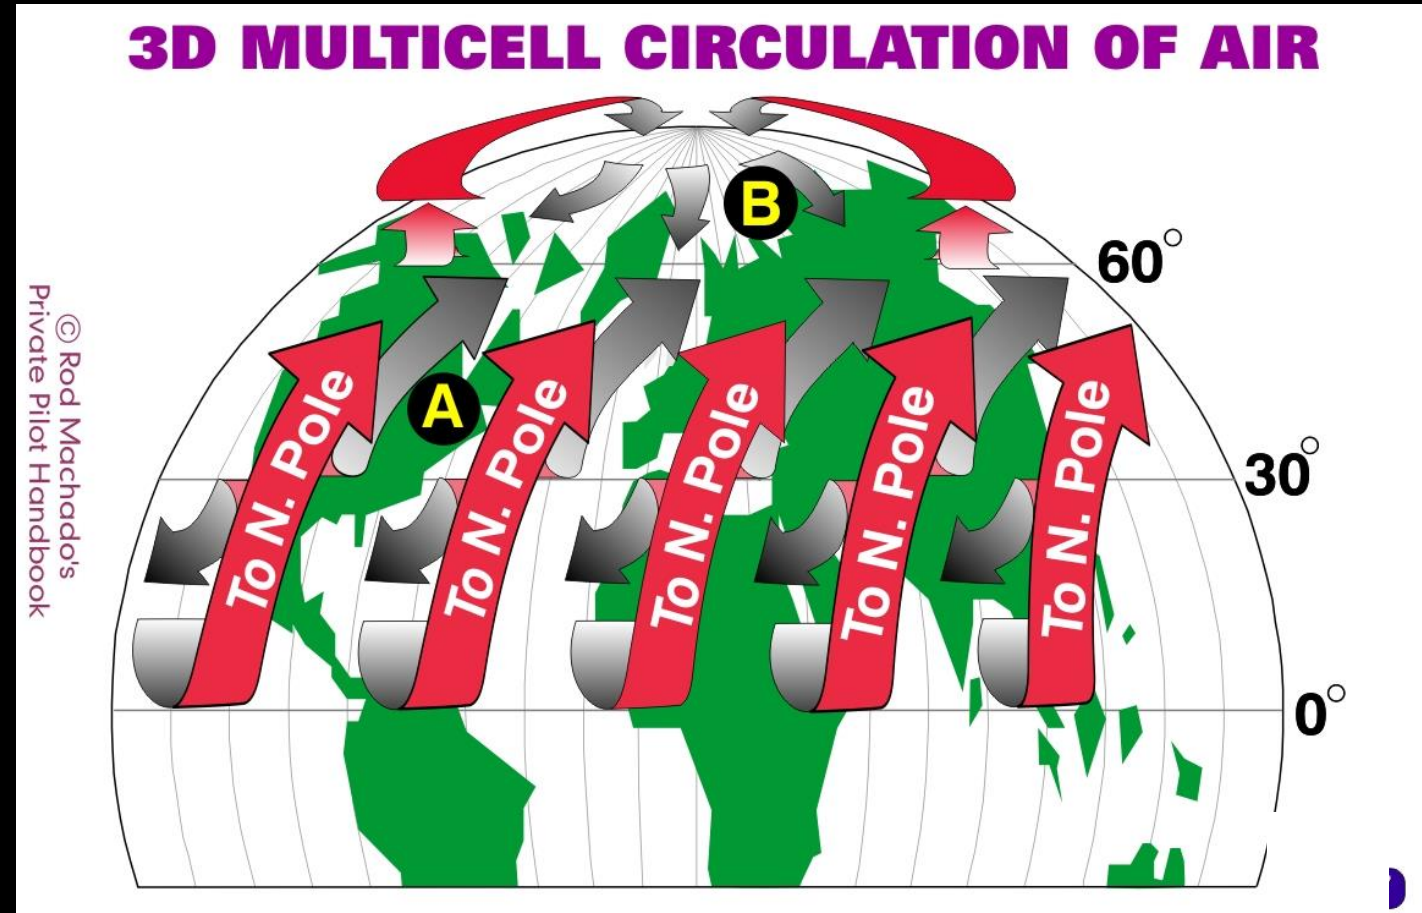 3D MULTICELL CIRCULATION OF AIR
© Rod Machado's
Private Pilot Handbook
B
60°
A
30°
To N. Pole
To N. Pole
To N. Pole
To N. Pole
To N. Pole
0°